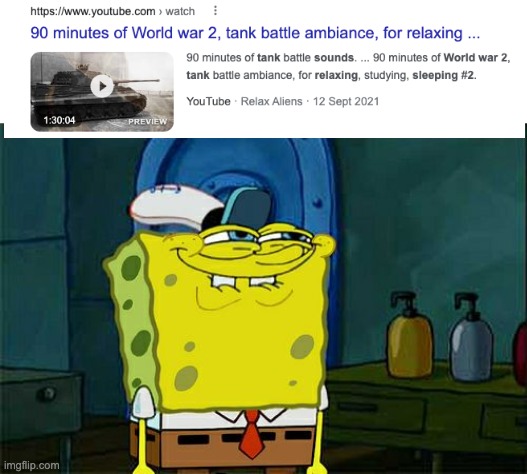 https://www.youtube.com › watch ⋮
90 minutes of World war 2, tank battle ambiance, for relaxing ...
90 minutes of tank battle sounds. ... 90 minutes of World war 2,
tank battle ambiance, for relaxing, studying, sleeping #2.
YouTube · Relax Aliens · 12 Sept 2021
1:30:04
PREVIEW
imgflip.com